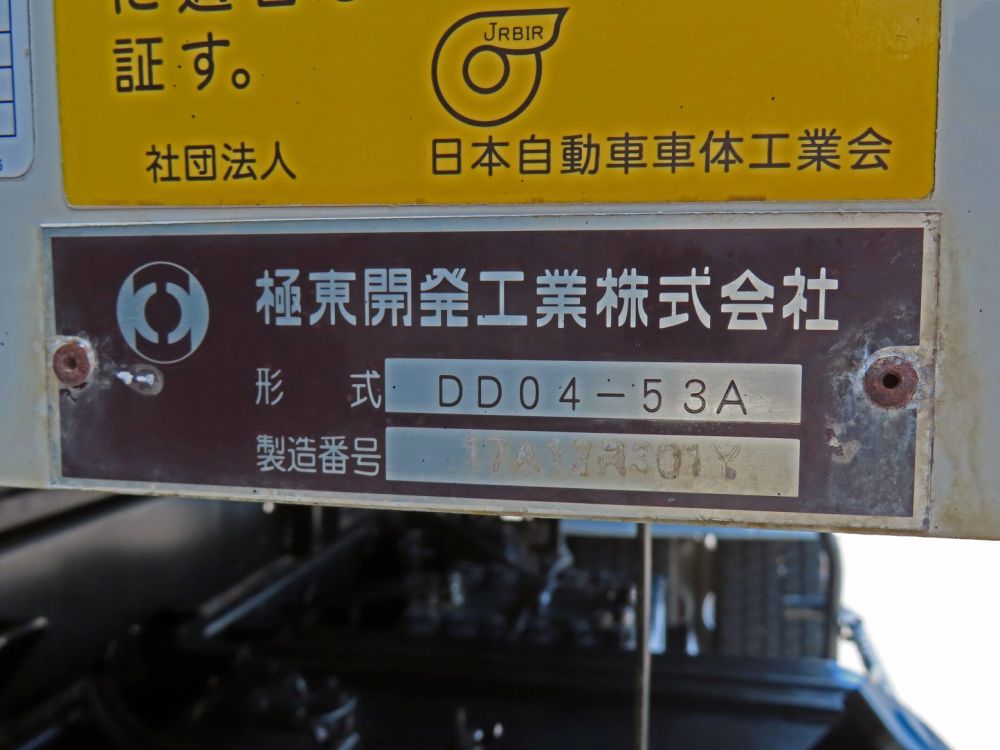 証す。
JRBIR
社団法人 日本自動車車体工業会
極東開発工業株式会社
形 式 DD04-53A
製造番号